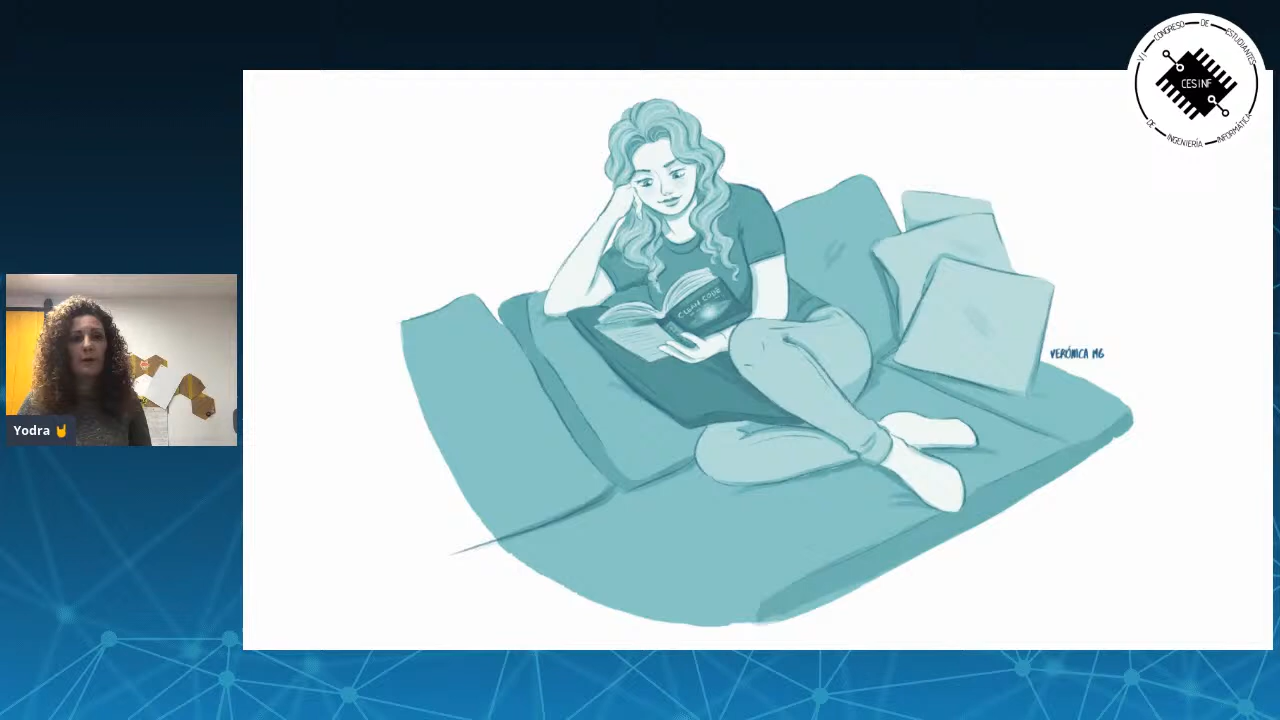 VI CONGRESO DE ESTUDIANTES
CESINF
DE INGENIERÍA INFORMÁTICA
CLEAN CODE
VERÓNICA MG
Yodra 🤘